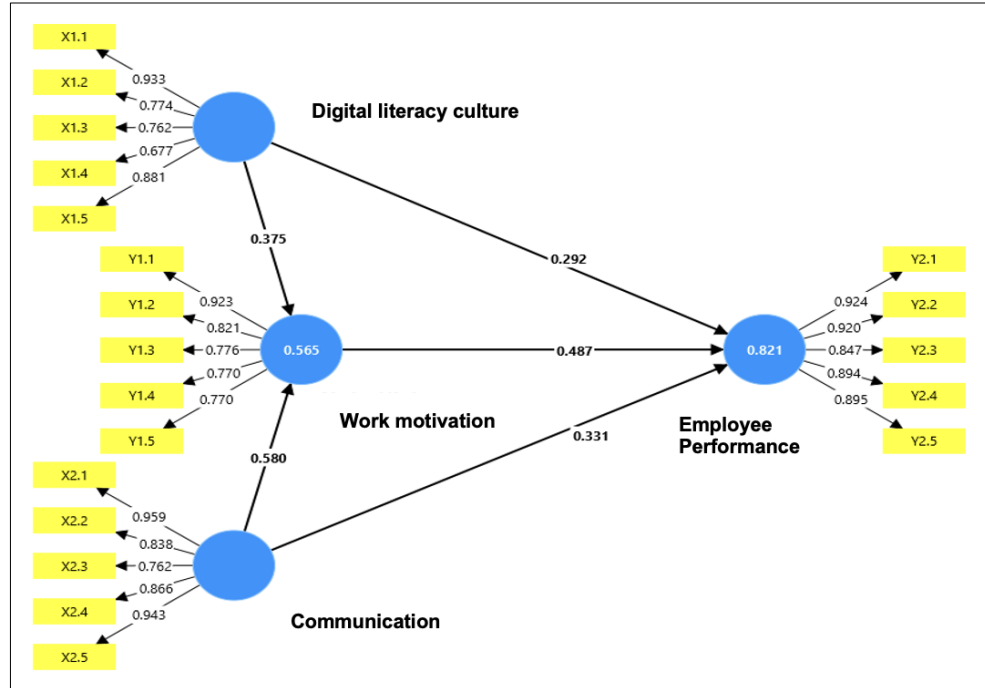 X1.1
0.933
X1.2
0.774
Digital literacy culture
X1.3
0.762
X1.4
0.677
0.881
X1.5
0.375
0.292
Y1.1
0.923
Y1.2
0.821
Y1.3
0.776
0.565
0.487
Y1.4
0.770
0.770
Y1.5
Work motivation
Y2.1
0.924
Y2.2
0.920
0.821
0.847
Y2.3
0.894
Y2.4
0.895
Y2.5
Employee
Performance
0.580
0.331
X2.1
0.959
X2.2
0.838
X2.3
0.762
X2.4
0.866
0.943
X2.5
Communication